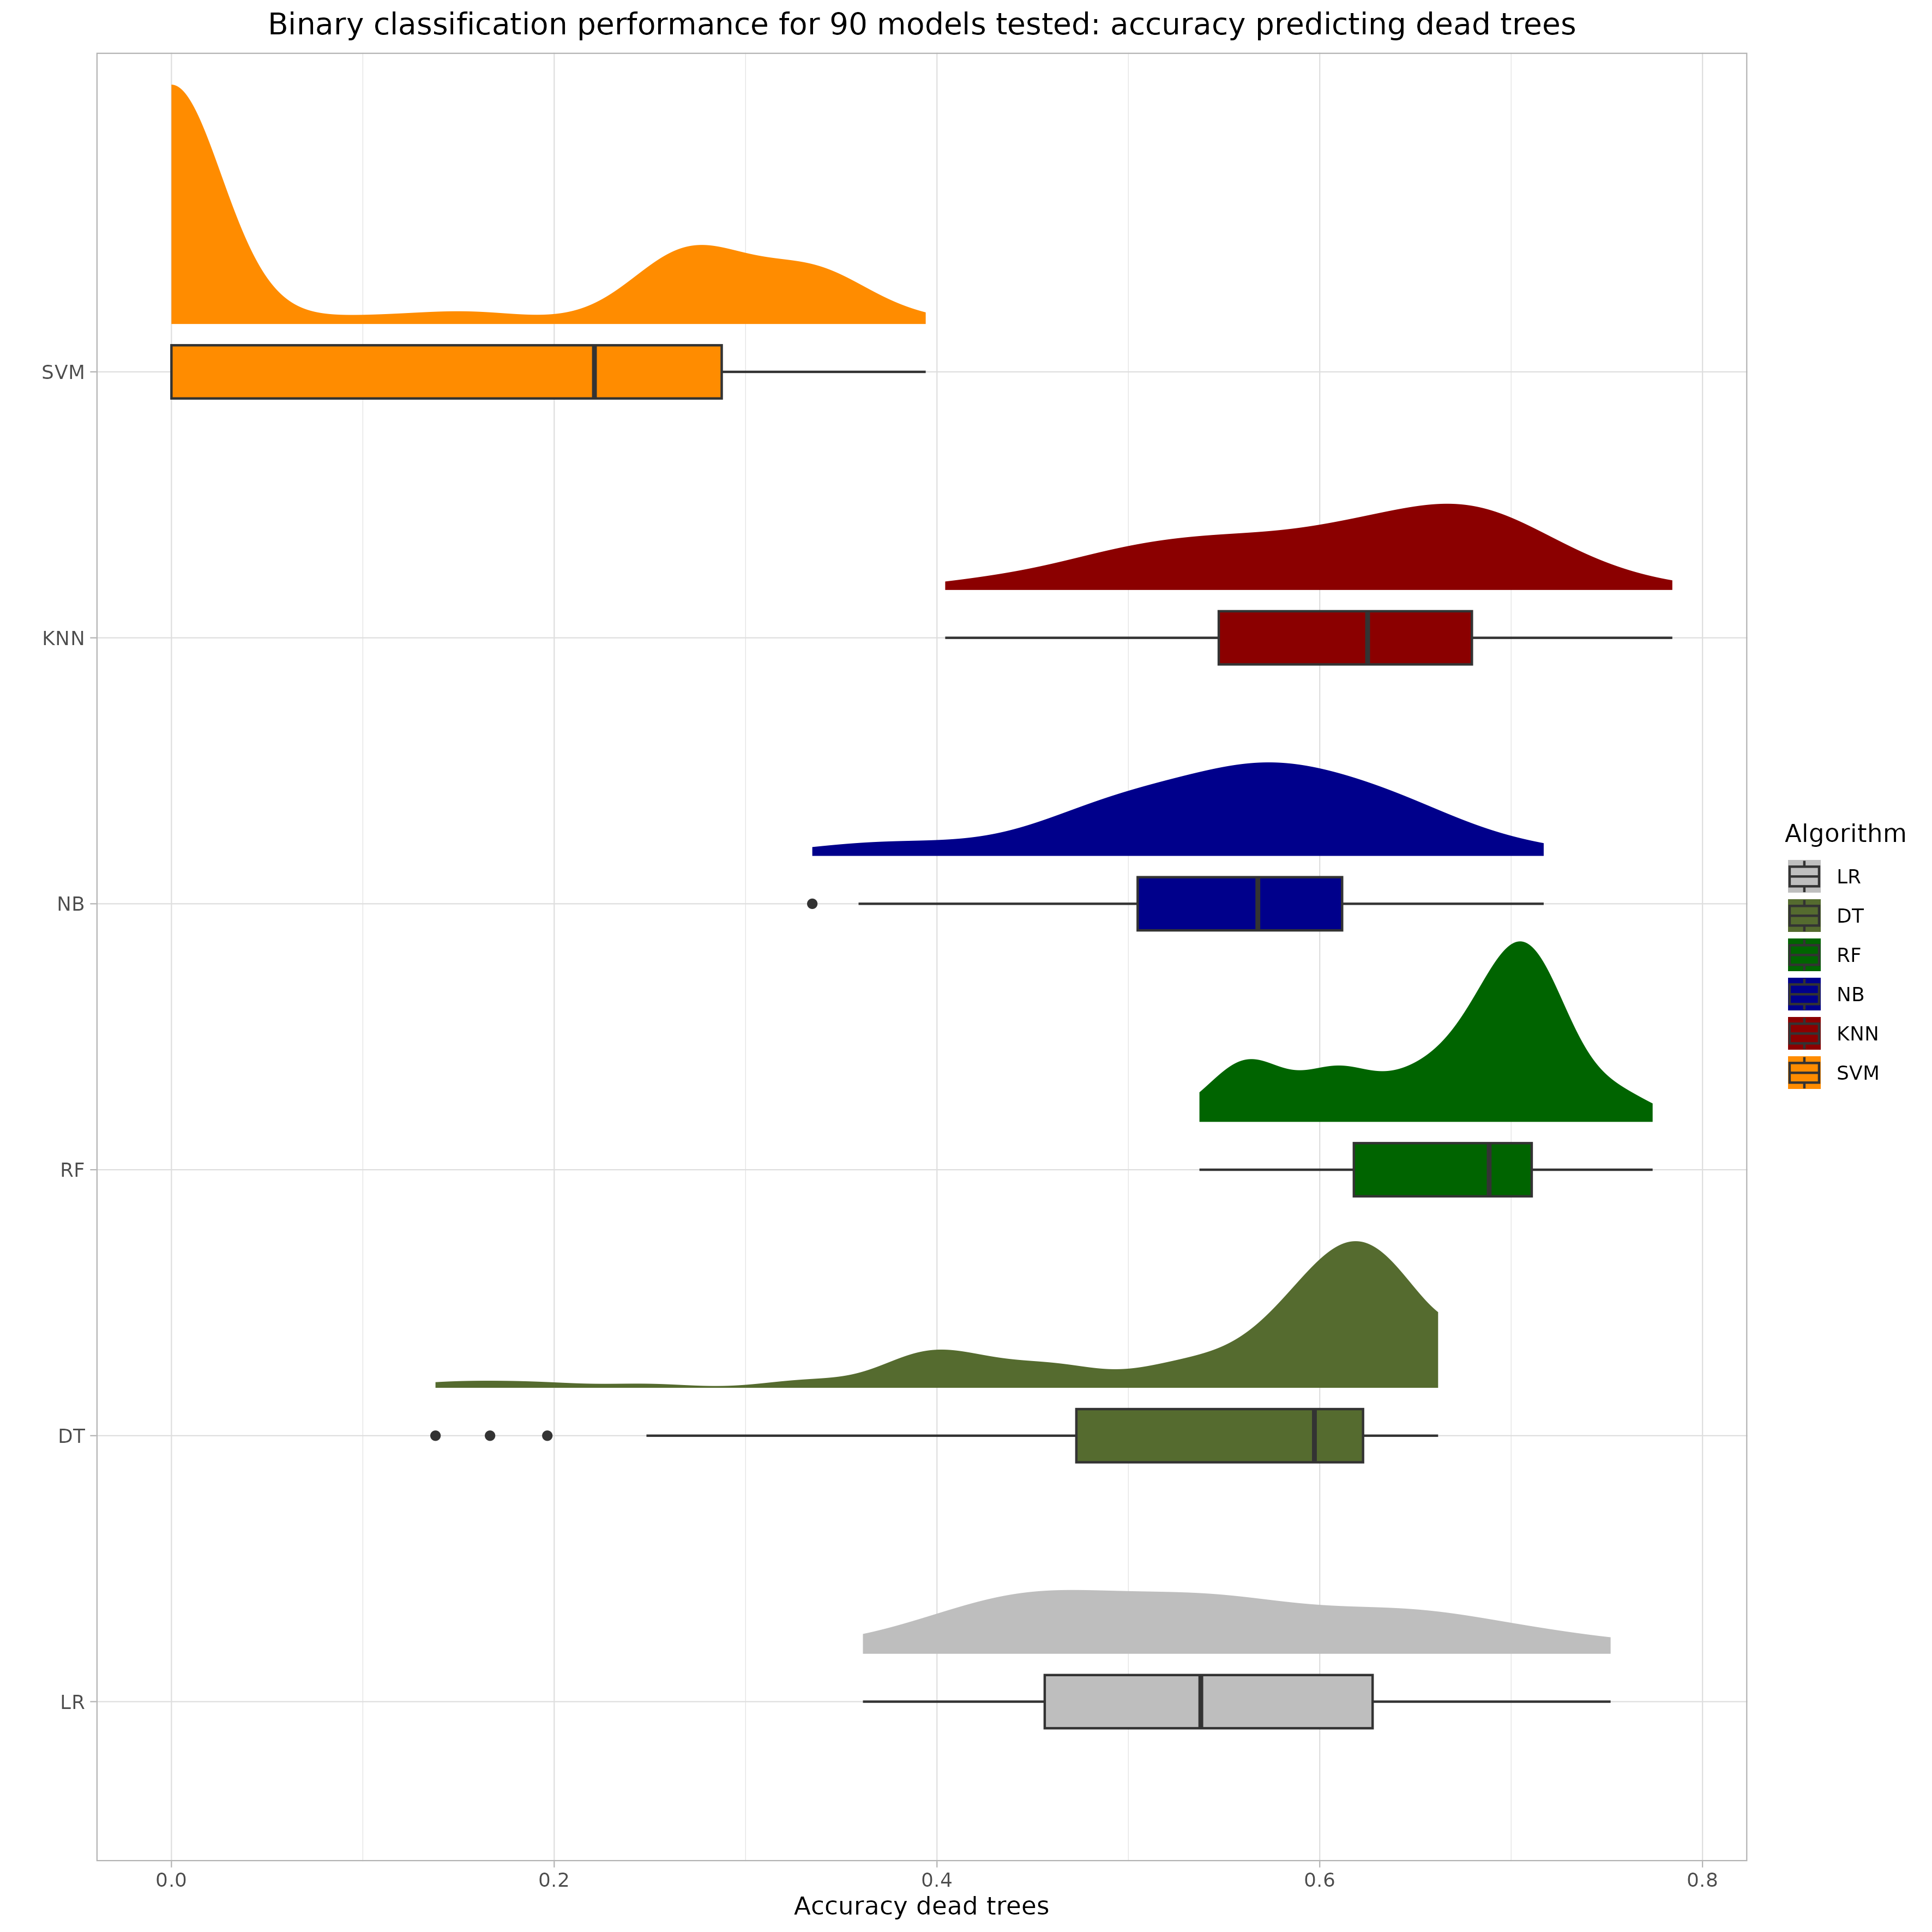 Binary classification performance for 90 models tested: accuracy predicting dead trees
SVM
KNN
NB
RF
DT
LR
0.0
0.2
0.4
0.6
0.8
Accuracy dead trees
Algorithm
LR
DT
RF
NB
KNN
SVM